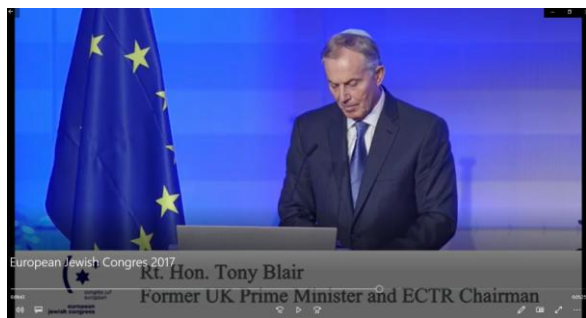 European Jewish Congres 2017
Rt. Hon. Tony Blair
Former UK Prime Minister and ECTR Chairman
european
jewish congress